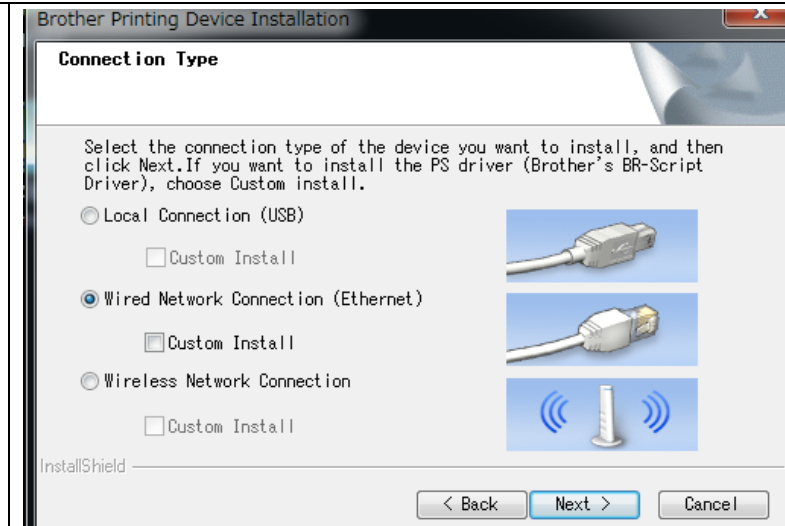 Brother Printing Device Installation
Connection Type
Select the connection type of the device you want to install, and then
click Next.If you want to install the PS driver (Brother's BR-Script
Driver), choose Custom install.
Local Connection (USB)
Custom Install
Wired Network Connection (Ethernet)
Custom Install
Wireless Network Connection
Custom Install
InstallShield
< Back
Next >
Cancel